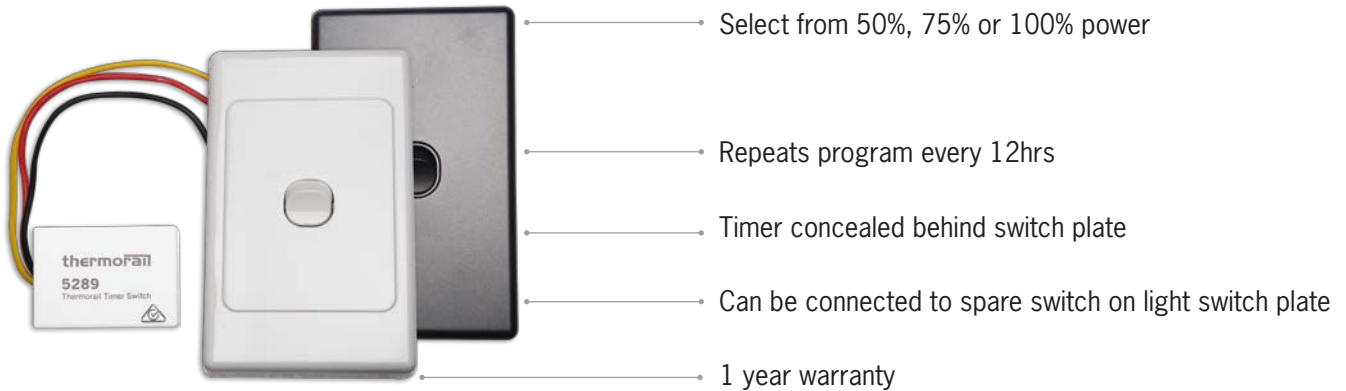 Select from 50%, 75% or 100% power
Repeats program every 12hrs
Timer concealed behind switch plate
Can be connected to spare switch on light switch plate
1 year warranty
thermorail
5289
Thermorail Timer Switch